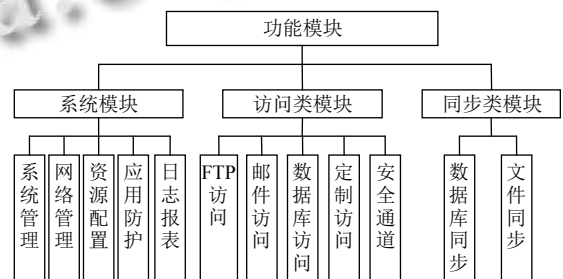 功能模块
系统模块
访问类模块
同步类模块
系统管理
网络管理
资源配置
应用防护
日志报表
FTP访问
邮件访问
数据库访问
定制访问
安全通道
数据库同步
文件同步